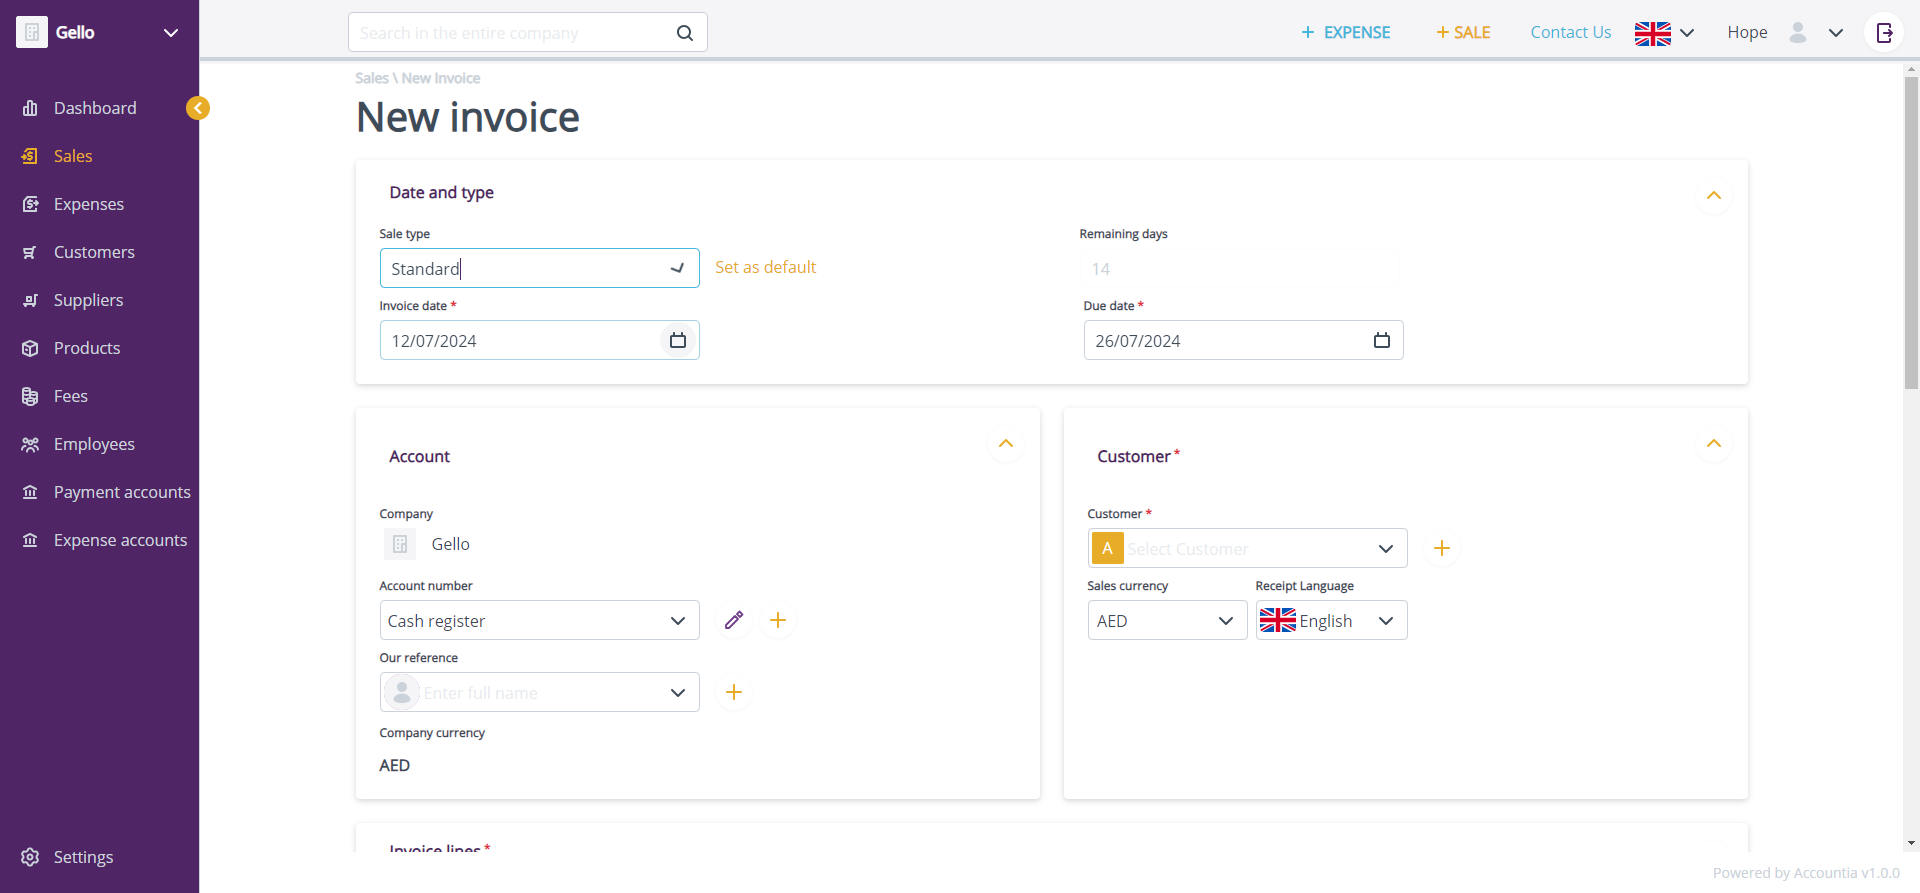 Gello
Search in the entire company
+ EXPENSE
+ SALE
Contact Us
Hope
Dashboard
Sales
Expenses
Customers
Suppliers
Products
Fees
Employees
Payment accounts
Expense accounts
Settings
Sales \ New Invoice
New invoice
Date and type
Sale type
Standard
Set as default
Remaining days
14
Invoice date *
12/07/2024
Due date *
26/07/2024
Account
Company
Gello
Account number
Cash register
Our reference
Enter full name
Company currency
AED
Customer *
Customer *
A Select Customer
Sales currency
AED
Receipt Language
English
Invoice lines *
Powered by Accountia v1.0.0